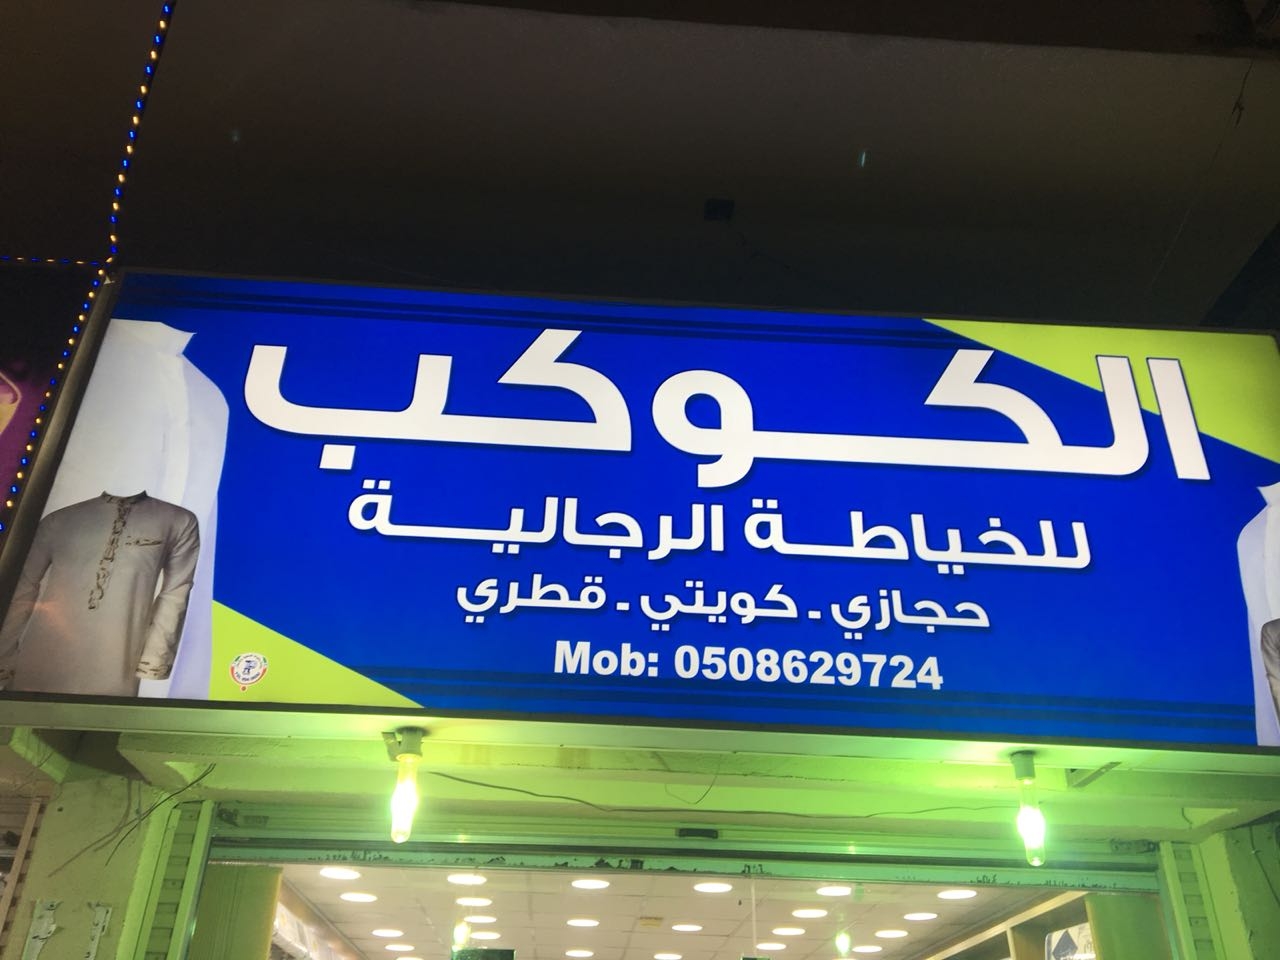 الكوكب
للخياطة الرجالية
حجازي - كويتي - قطري
Mob: 0508629724